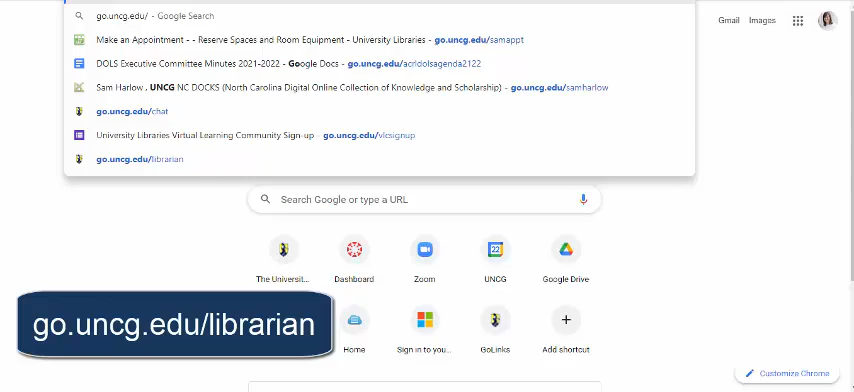 go.uncg.edu/ - Google Search
Make an Appointment - - Reserve Spaces and Room Equipment - University Libraries - go.uncg.edu/samappt
DOLS Executive Committee Minutes 2021-2022 - Google Docs - go.uncg.edu/acrldolsagenda2122
Sam Harlow , UNCG NC DOCKS (North Carolina Digital Online Collection of Knowledge and Scholarship) - go.uncg.edu/samharlow
go.uncg.edu/chat
University Libraries Virtual Learning Community Sign-up - go.uncg.edu/vlcsignup
go.uncg.edu/librarian
Gmail Images
Search Google or type a URL
22
The Universit... Dashboard Zoom UNCG Google Drive
go.uncg.edu/librarian
Home Sign in to you... GoLinks Add shortcut
Customize Chrome